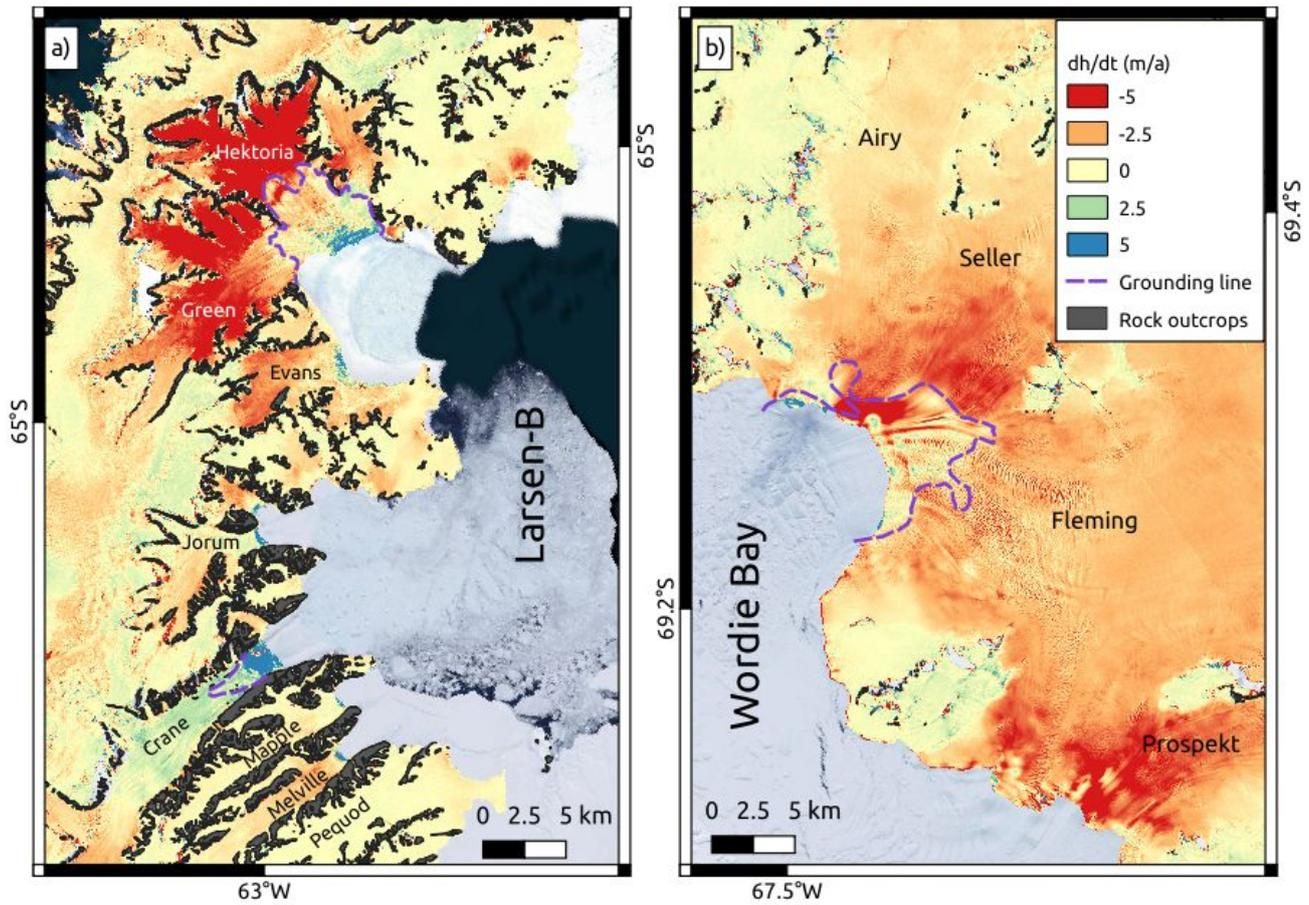 a)
Hektoria
Green
Evans
Larsen-B
Jorum
Crane
Mapple
Melville
Pequod
0 2.5 5 km
65°S
65°S
63°W
b)
dh/dt (m/a)
-5
-2.5
0
2.5
5
Grounding line
Rock outcrops
Airy
Seller
Fleming
Wordie Bay
Prospekt
0 2.5 5 km
69.4°S
69.2°S
67.5°W